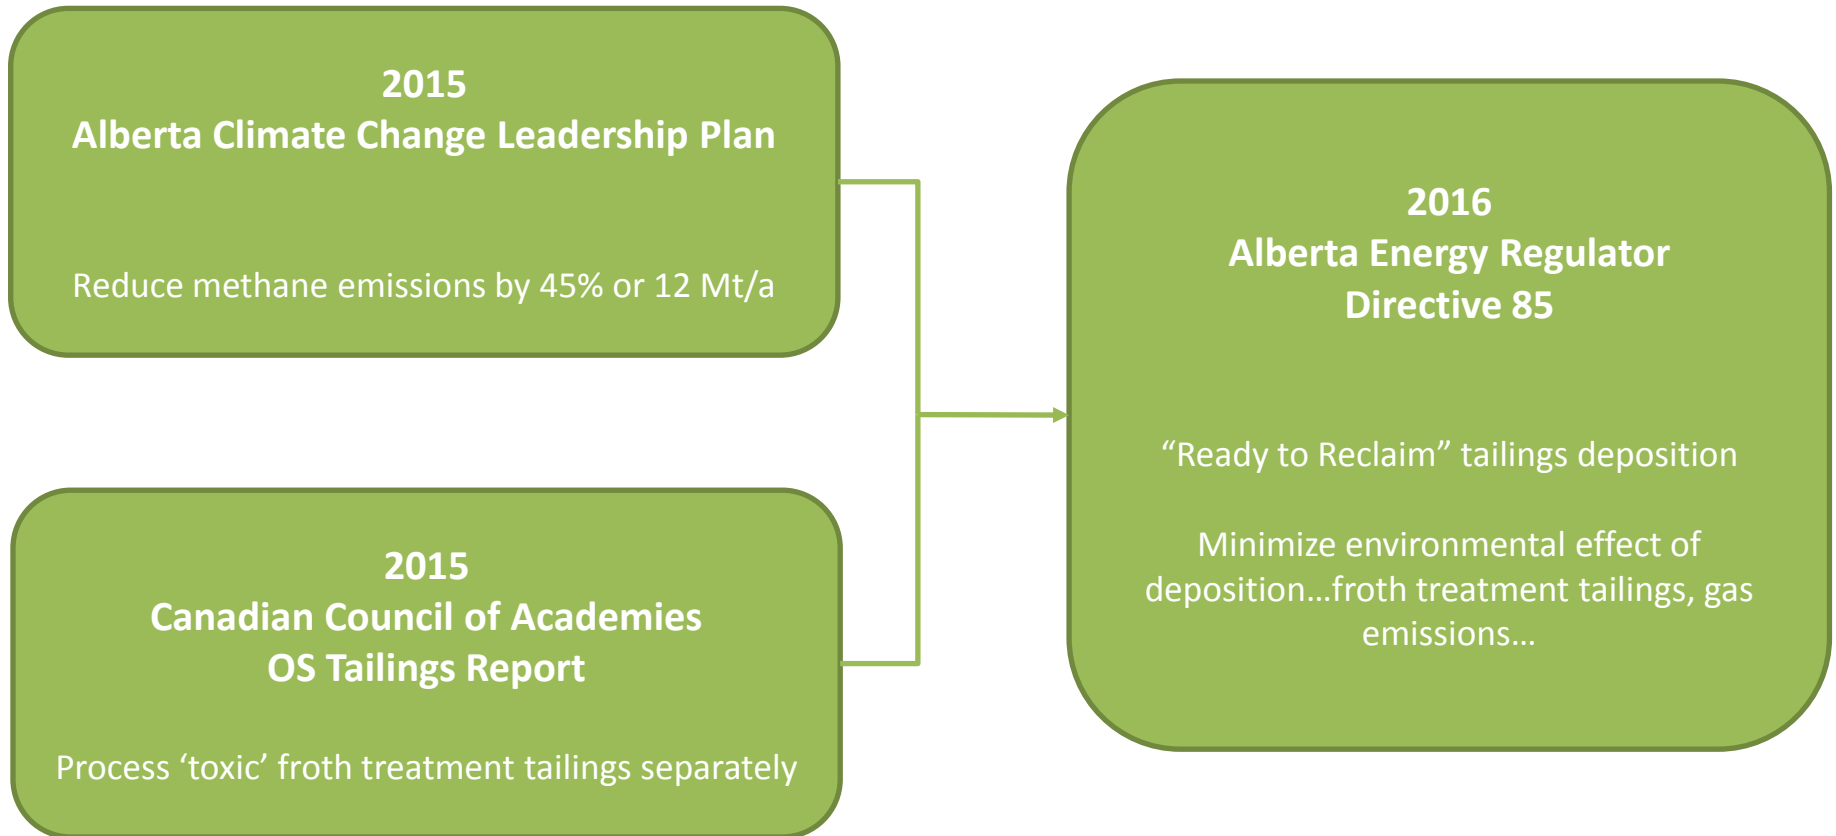 2015
Alberta Climate Change Leadership Plan
Reduce methane emissions by 45% or 12 Mt/a
2015
Canadian Council of Academies
OS Tailings Report
Process ‘toxic’ froth treatment tailings separately
2016
Alberta Energy Regulator
Directive 85
“Ready to Reclaim” tailings deposition
Minimize environmental effect of
deposition…froth treatment tailings, gas
emissions…